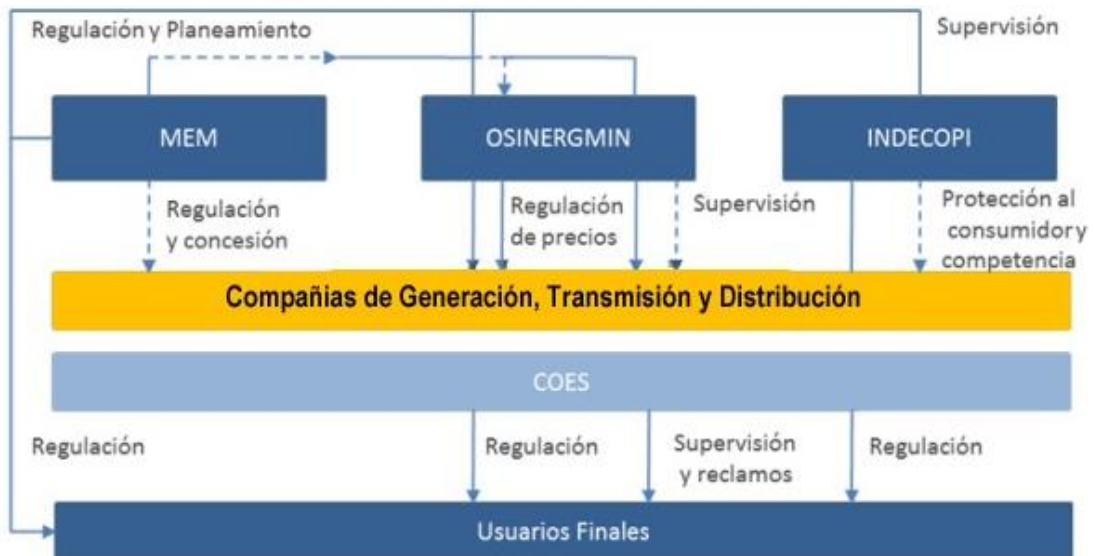 Regulación y Planeamiento
Supervisión
MEM
OSINERGMIN
INDECOPI
Regulación
y concesión
Regulación
de precios
Supervisión
Protección al
consumidor y
competencia
Compañias de Generación, Transmisión y Distribución
COES
Regulación
Regulación
Supervisión
y reclamos
Regulación
Usuarios Finales